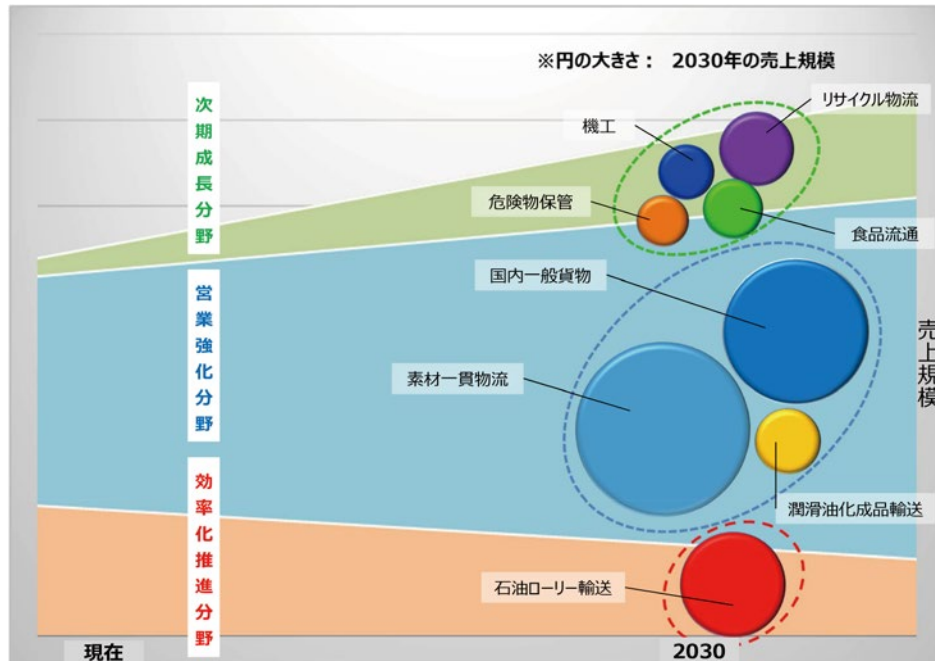 ※円の大きさ： 2030年の売上規模
次期成長分野
リサイクル物流
機工
危険物保管
食品流通
営業強化分野
国内一般貨物
売上規模
素材一貫物流
潤滑油化成品輸送
効率化推進分野
石油ローリー輸送
現在
2030